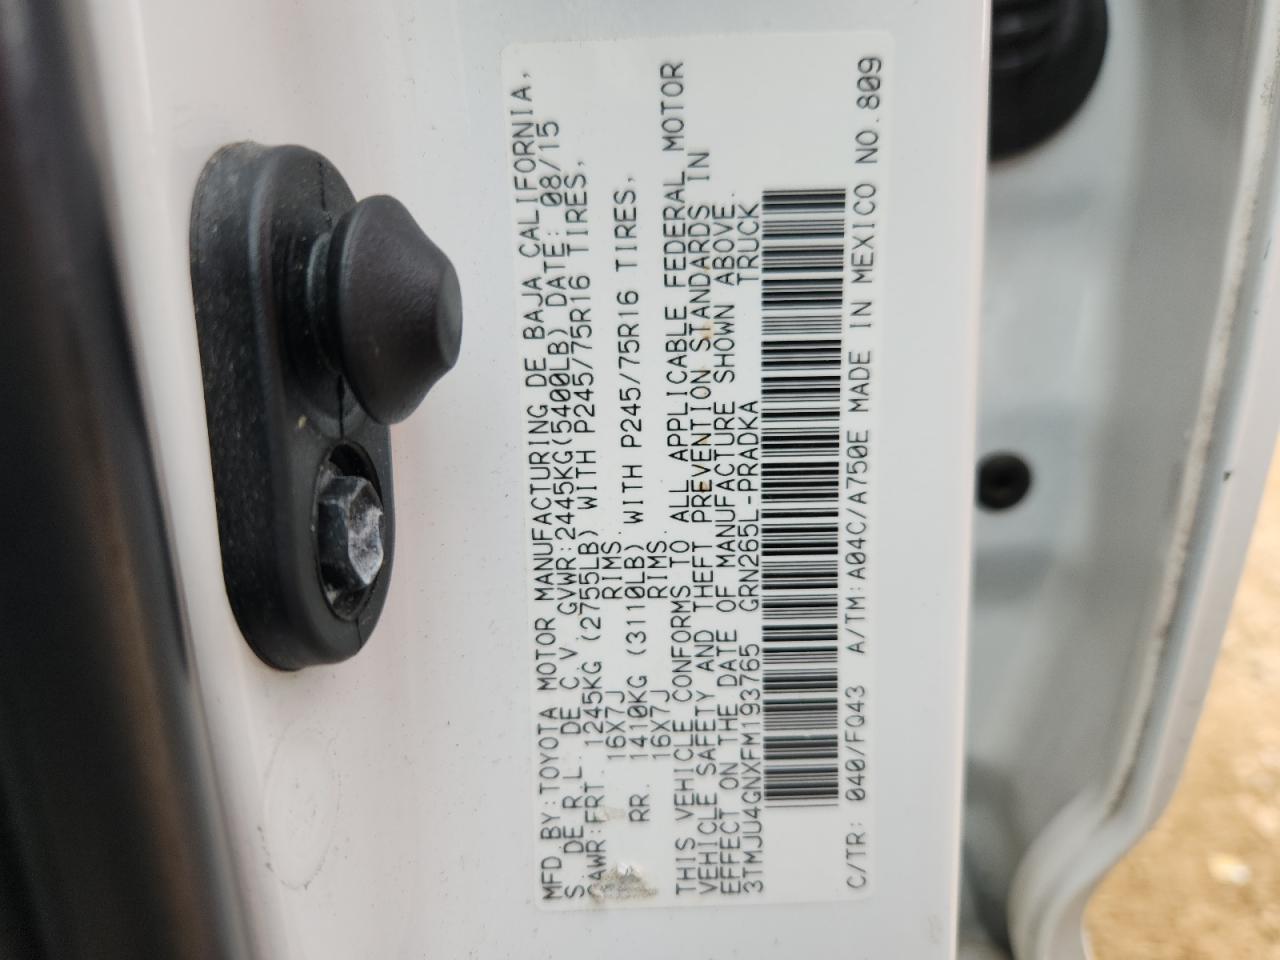 MFD.BY:TOYOTA MOTOR MANUFACTURING DE BAJA CALIFORNIA,
S. DE R.L. DE C.V. GVWR:2445KG(5400LB) DATE: 08/15
GAWR:FRT. 1245KG (2755LB) WITH P245/75R16 TIRES,
16X7J RIMS.
RR. 1410KG (3110LB) WITH P245/75R16 TIRES,
16X7J RIMS.
THIS VEHICLE CONFORMS TO ALL APPLICABLE FEDERAL MOTOR
VEHICLE SAFETY AND THEFT PREVENTION STANDARDS IN
EFFECT ON THE DATE OF MANUFACTURE SHOWN ABOVE.
3TMJU4GNXFM193765 GRN265L-PRADKA TRUCK
C/TR: 040/FQ43 A/TM:A04C/A750E MADE IN MEXICO NO.809